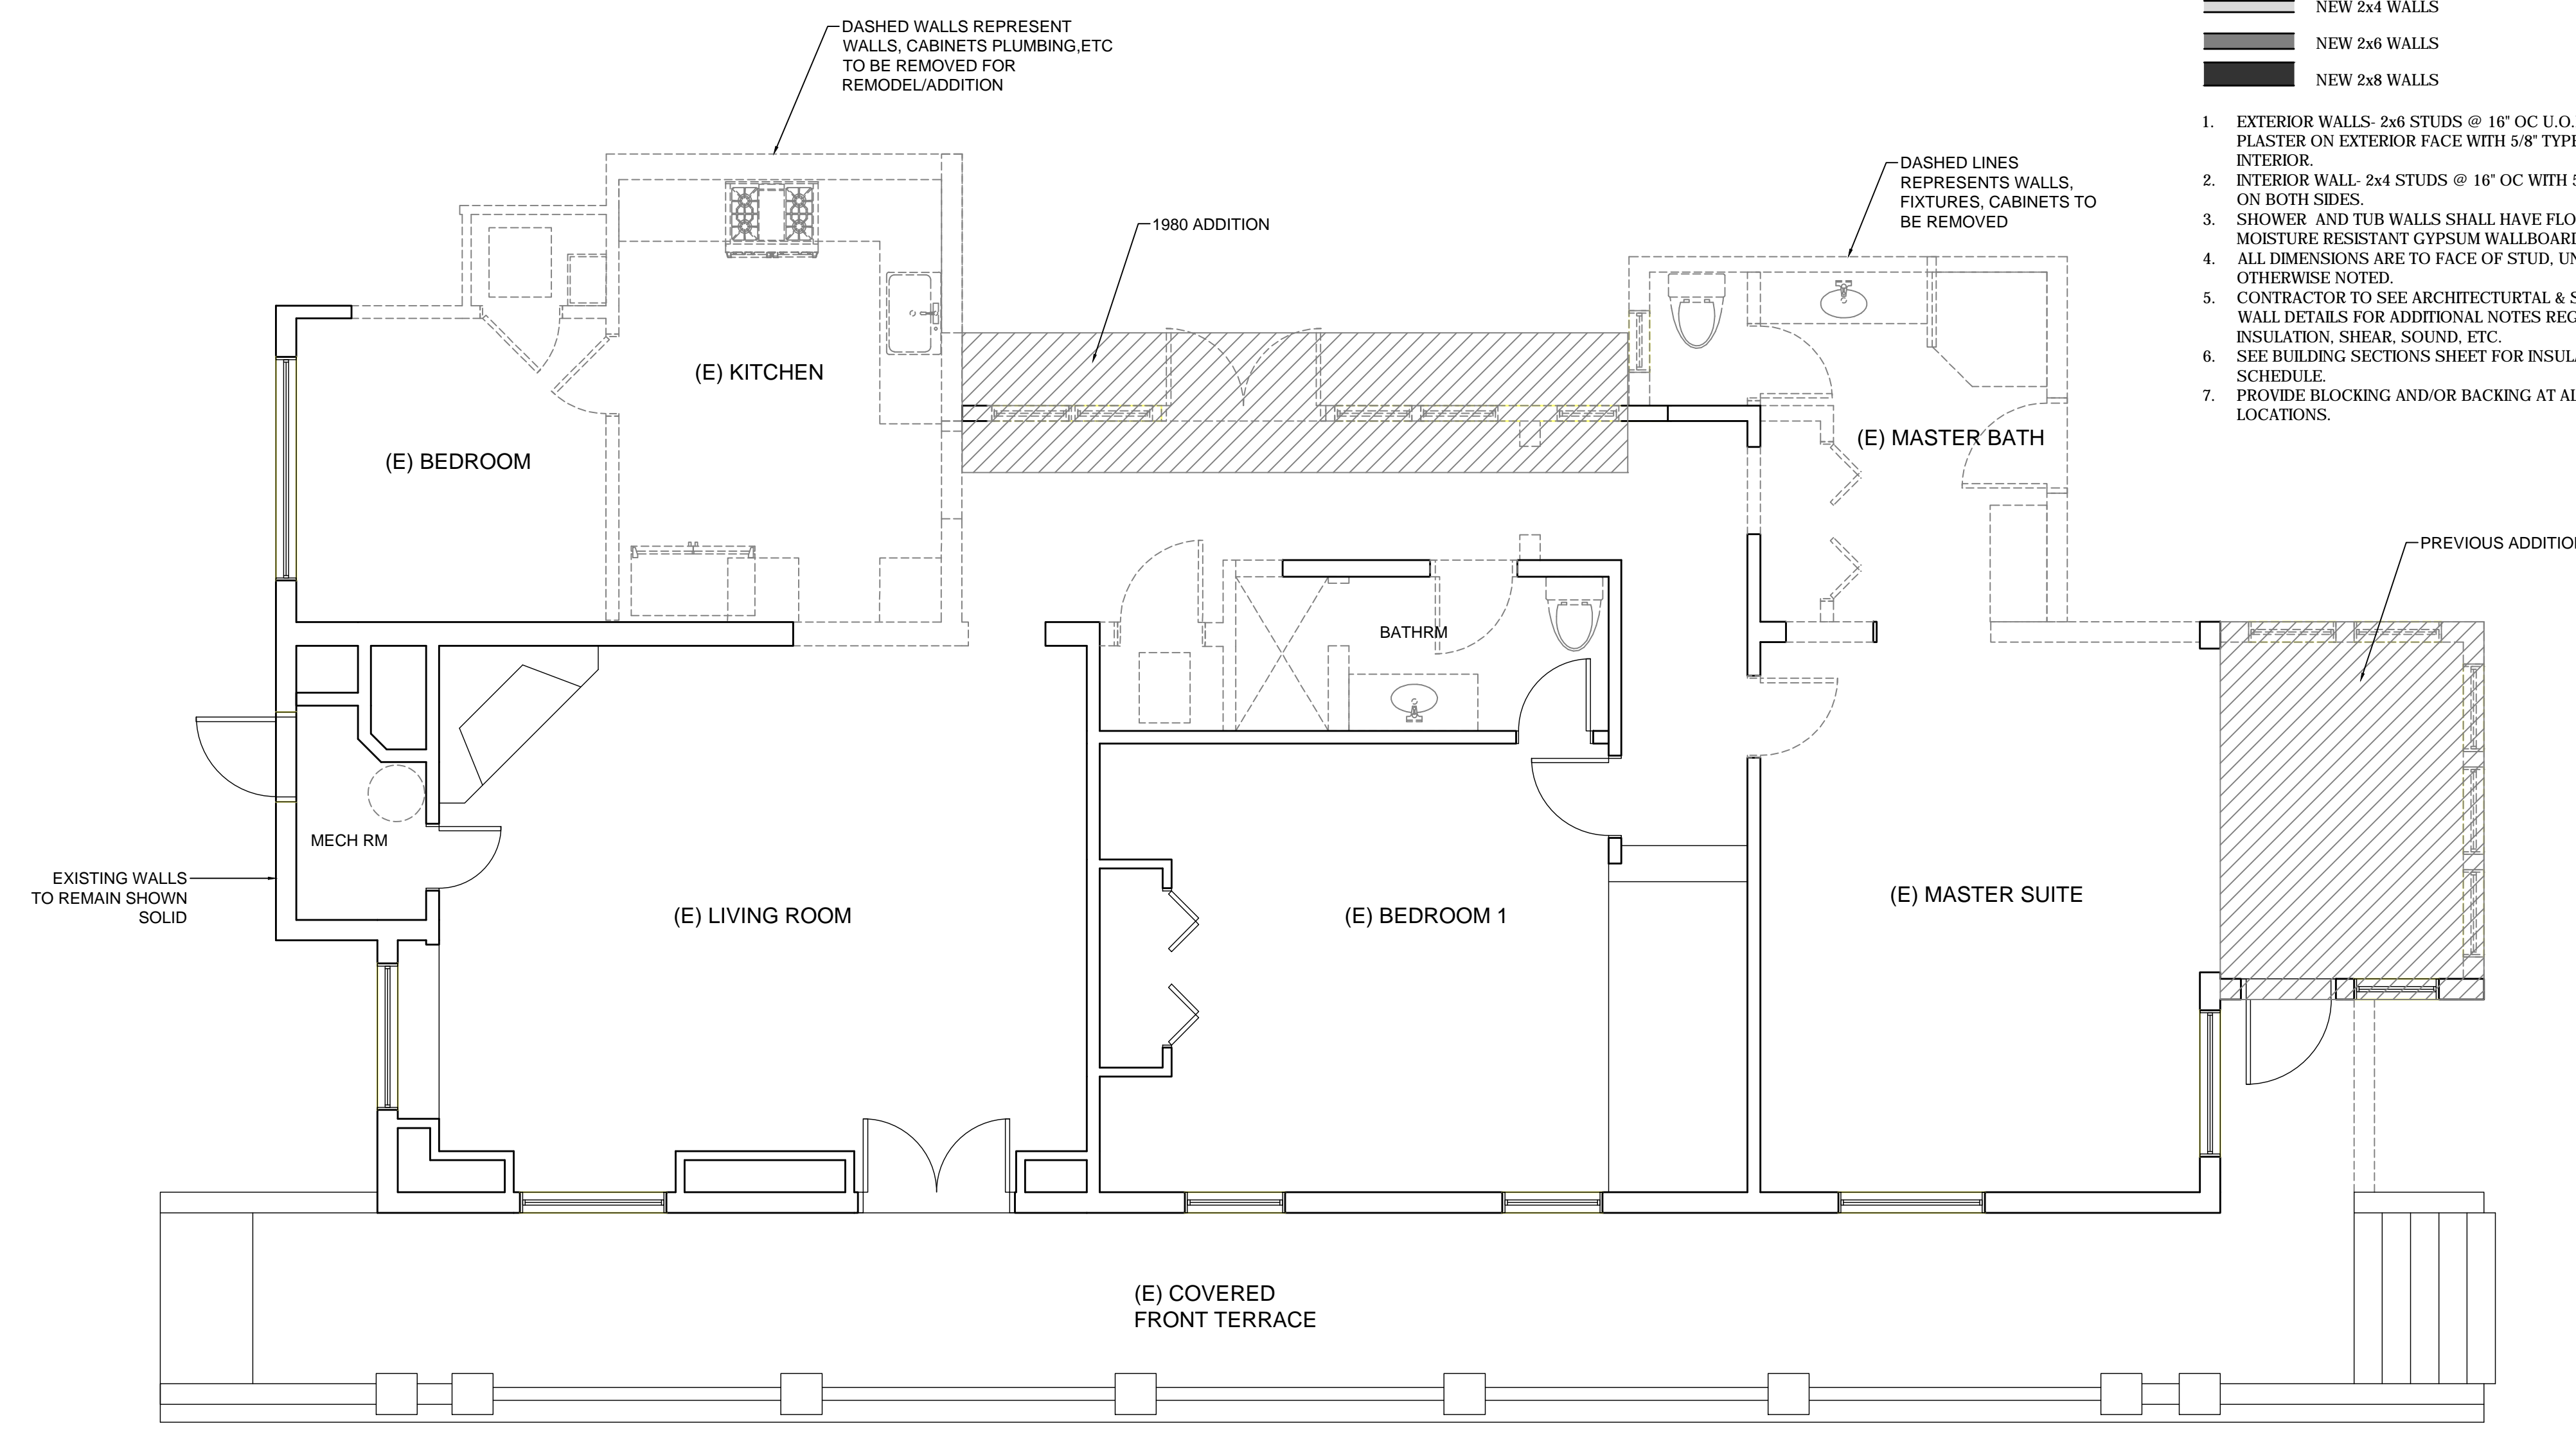 DASHED WALLS REPRESENT
WALLS, CABINETS PLUMBING,ETC
TO BE REMOVED FOR
REMODEL/ADDITION
1980 ADDITION
DASHED LINES
REPRESENTS WALLS,
FIXTURES, CABINETS TO
BE REMOVED
NEW 2x4 WALLS
NEW 2x6 WALLS
NEW 2x8 WALLS
1. EXTERIOR WALLS- 2x6 STUDS @ 16" OC U.O.
PLASTER ON EXTERIOR FACE WITH 5/8" TYPE
INTERIOR.
2. INTERIOR WALL- 2x4 STUDS @ 16" OC WITH 5
ON BOTH SIDES.
3. SHOWER AND TUB WALLS SHALL HAVE FLO
MOISTURE RESISTANT GYPSUM WALLBOARD
4. ALL DIMENSIONS ARE TO FACE OF STUD, UN
OTHERWISE NOTED.
5. CONTRACTOR TO SEE ARCHITECTURTAL & S
WALL DETAILS FOR ADDITIONAL NOTES REG
INSULATION, SHEAR, SOUND, ETC.
6. SEE BUILDING SECTIONS SHEET FOR INSULA
SCHEDULE.
7. PROVIDE BLOCKING AND/OR BACKING AT AL
LOCATIONS.
(E) KITCHEN
(E) BEDROOM
(E) MASTER BATH
PREVIOUS ADDITION
BATHRM
MECH RM
EXISTING WALLS
TO REMAIN SHOWN
SOLID
(E) LIVING ROOM
(E) BEDROOM 1
(E) MASTER SUITE
(E) COVERED
FRONT TERRACE